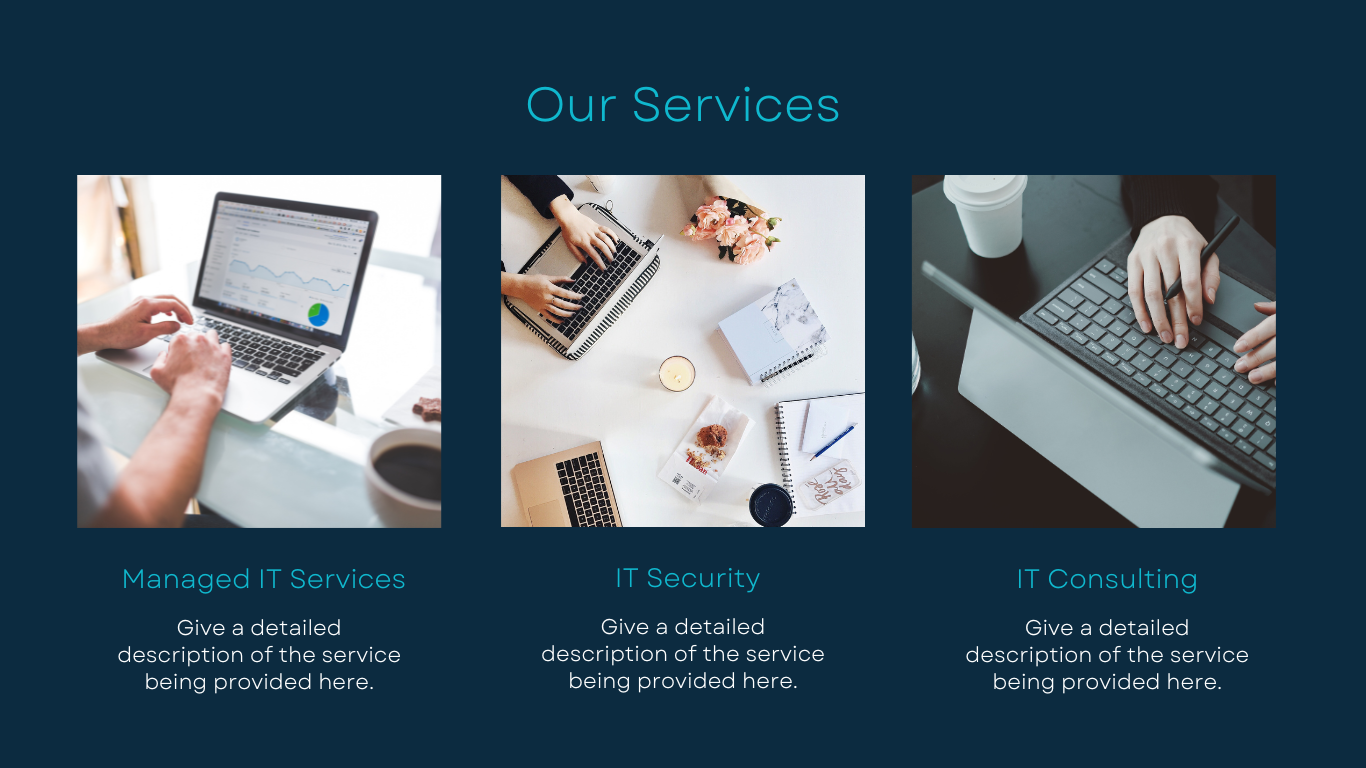 Our Services
Managed IT Services
Give a detailed
description of the service
being provided here.
IT Security
Give a detailed
description of the service
being provided here.
IT Consulting
Give a detailed
description of the service
being provided here.